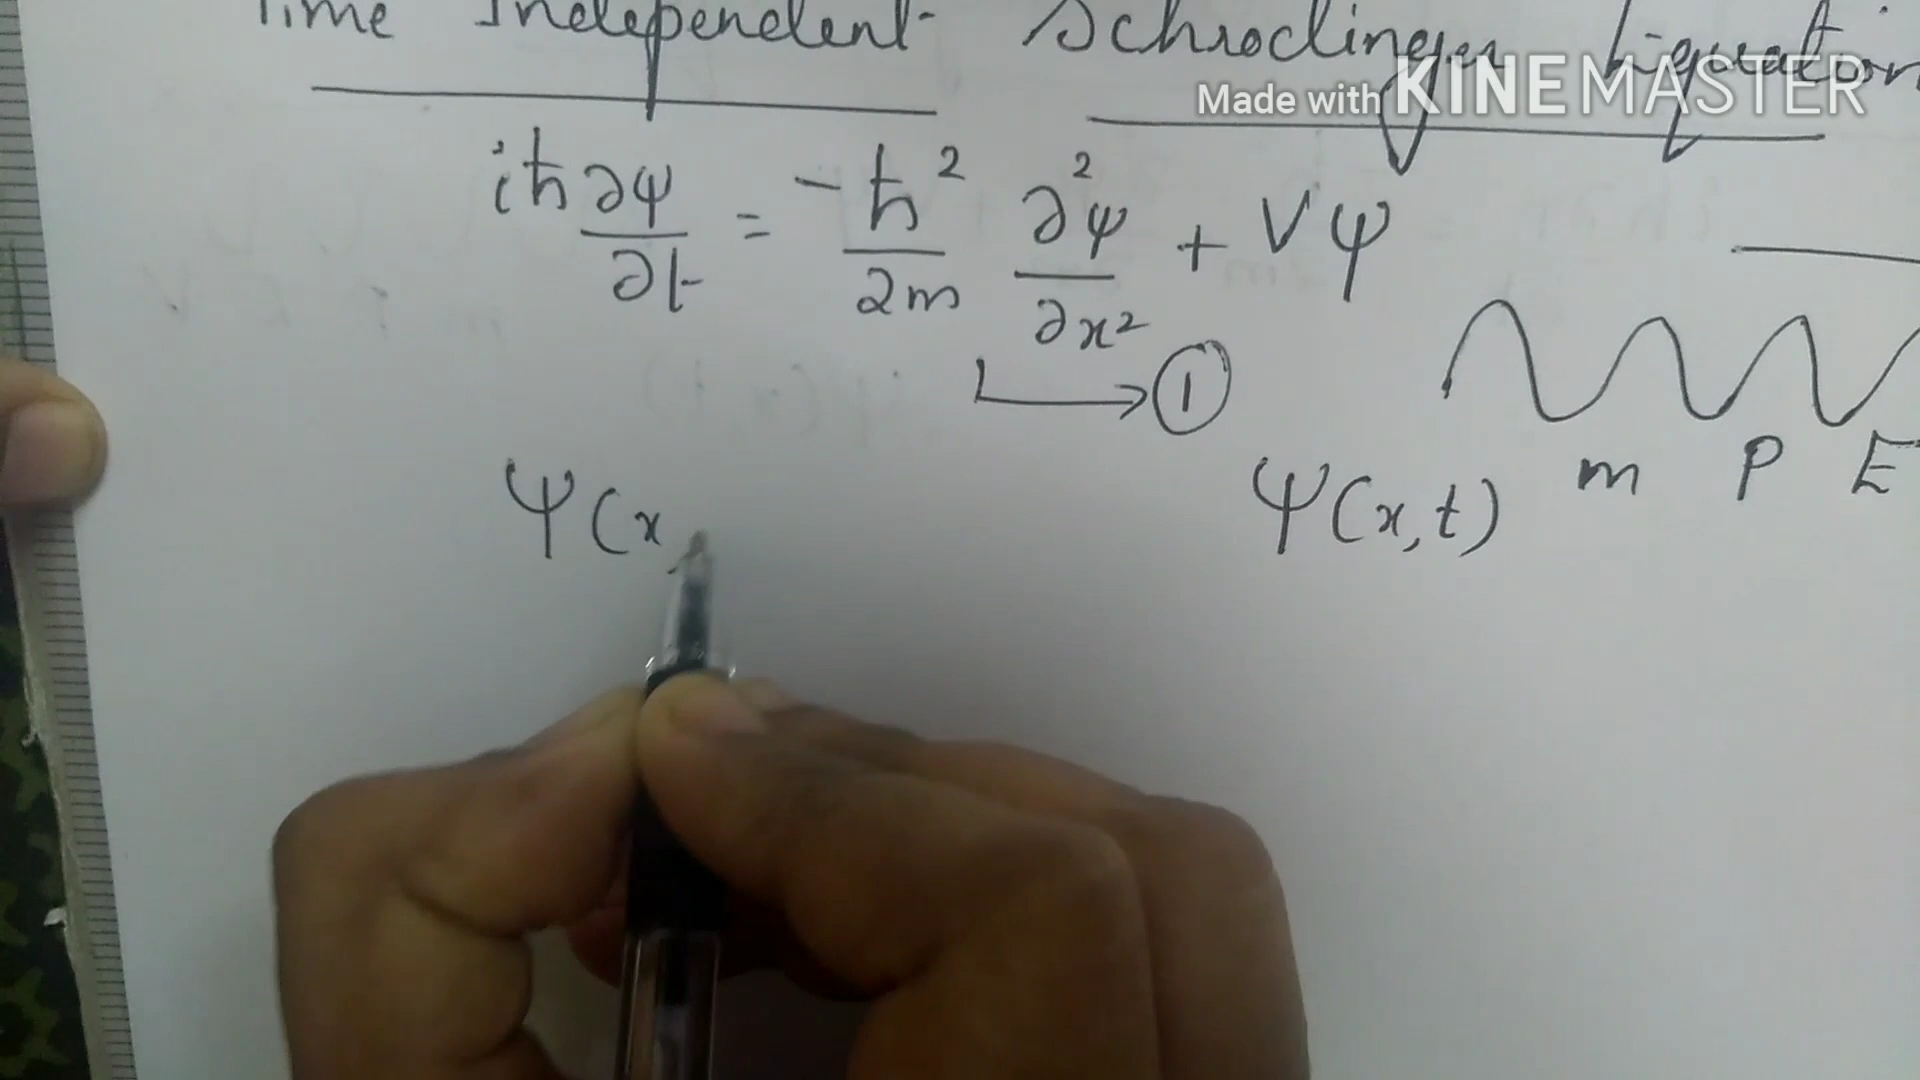 Time Independent Schrodinger Equation
Made with KINEMASTER
iħ ∂ψ/∂t = -ħ²/2m ∂²ψ/∂x² + Vψ
①
m P E
ψ(x, ψ(x,t)